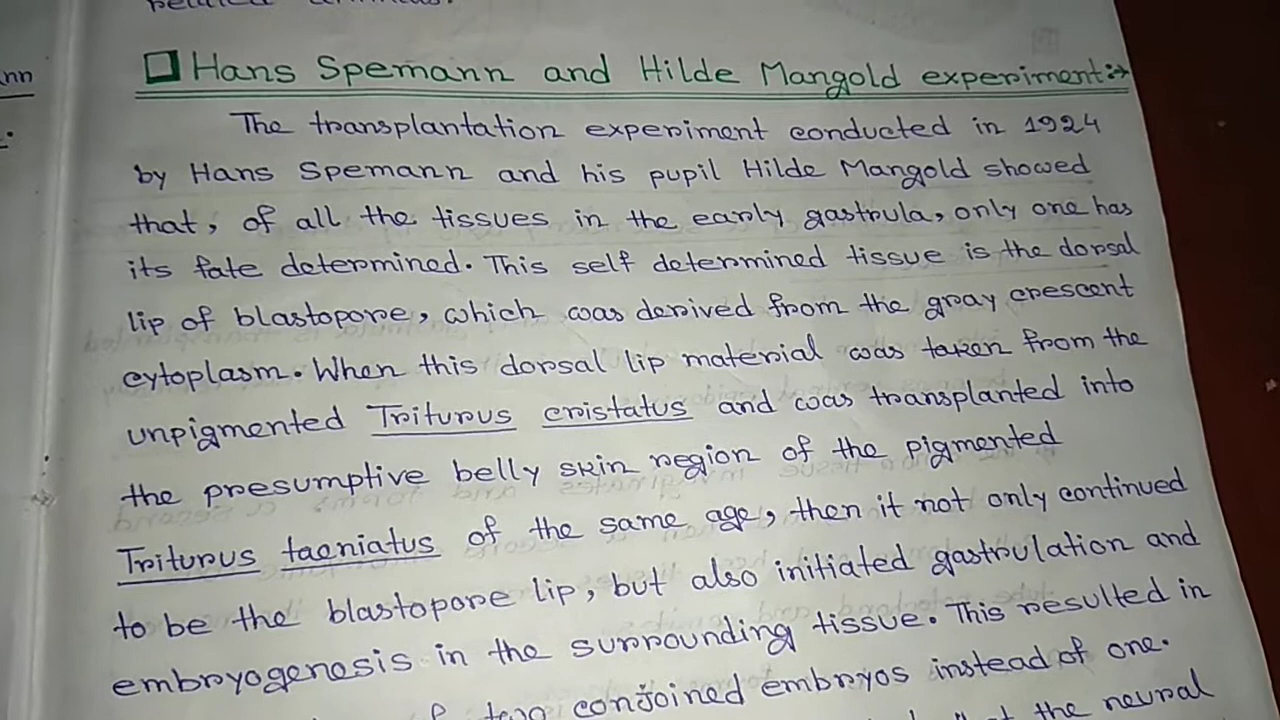 □ Hans Spemann and Hilde Mangold experiment:→
The transplantation experiment conducted in 1924
by Hans Spemann and his pupil Hilde Mangold showed
that, of all the tissues in the early gastrula, only one has
its fate determined. This self determined tissue is the dorsal
lip of blastopore, which was derived from the gray crescent
cytoplasm. When this dorsal lip material was taken from the
unpigmented Triturus cristatus and was transplanted into
the presumptive belly skin region of the pigmented
Triturus taeniatus of the same age, then it not only continued
to be the blastopore lip, but also initiated gastrulation and
embryogenesis in the surrounding tissue. This resulted in
two conjoined embryos instead of one.
the neural